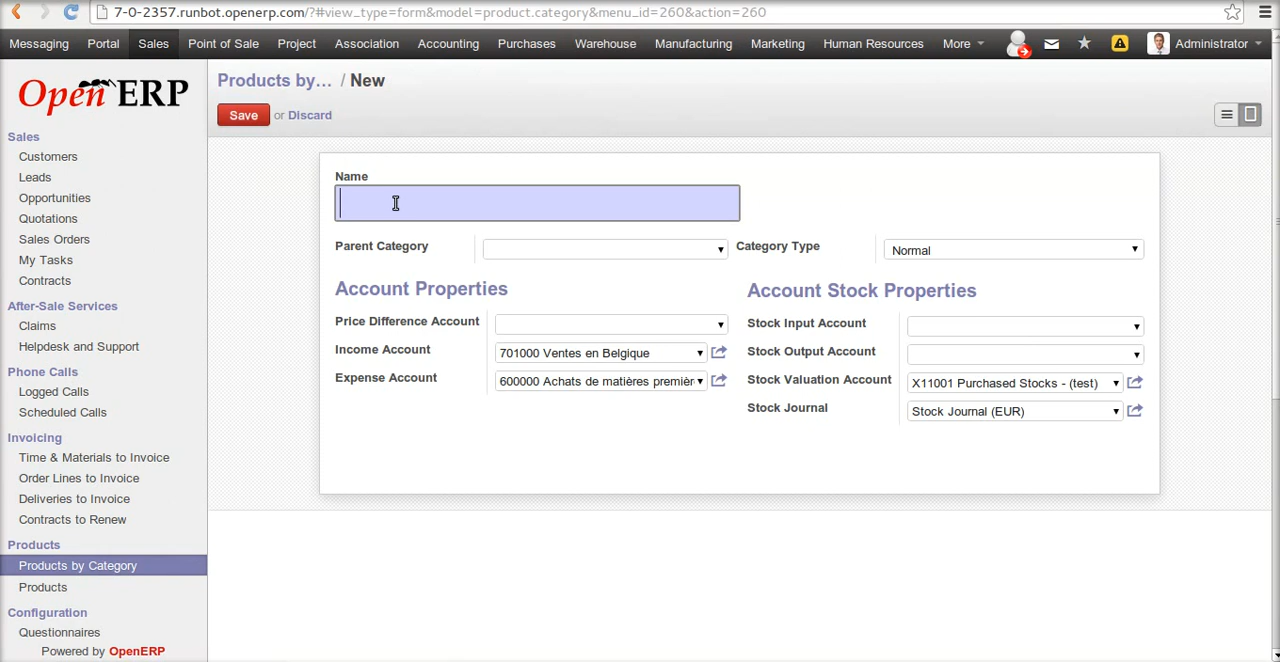 7-0-2357.runbot.openerp.com/?#view_type=form&model=product.category&menu_id=260&action=260
Messaging Portal Sales Point of Sale Project Association Accounting Purchases Warehouse Manufacturing Marketing Human Resources More Administrator
Open ERP
Products by... / New
Save or Discard
Sales
Customers
Leads
Opportunities
Quotations
Sales Orders
My Tasks
Contracts
After-Sale Services
Claims
Helpdesk and Support
Phone Calls
Logged Calls
Scheduled Calls
Invoicing
Time & Materials to Invoice
Order Lines to Invoice
Deliveries to Invoice
Contracts to Renew
Products
Products by Category
Products
Configuration
Questionnaires
Powered by OpenERP
Name
Parent Category
Category Type Normal
Account Properties
Price Difference Account
Income Account 701000 Ventes en Belgique
Expense Account 600000 Achats de matières premièr
Account Stock Properties
Stock Input Account
Stock Output Account
Stock Valuation Account X11001 Purchased Stocks - (test)
Stock Journal Stock Journal (EUR)